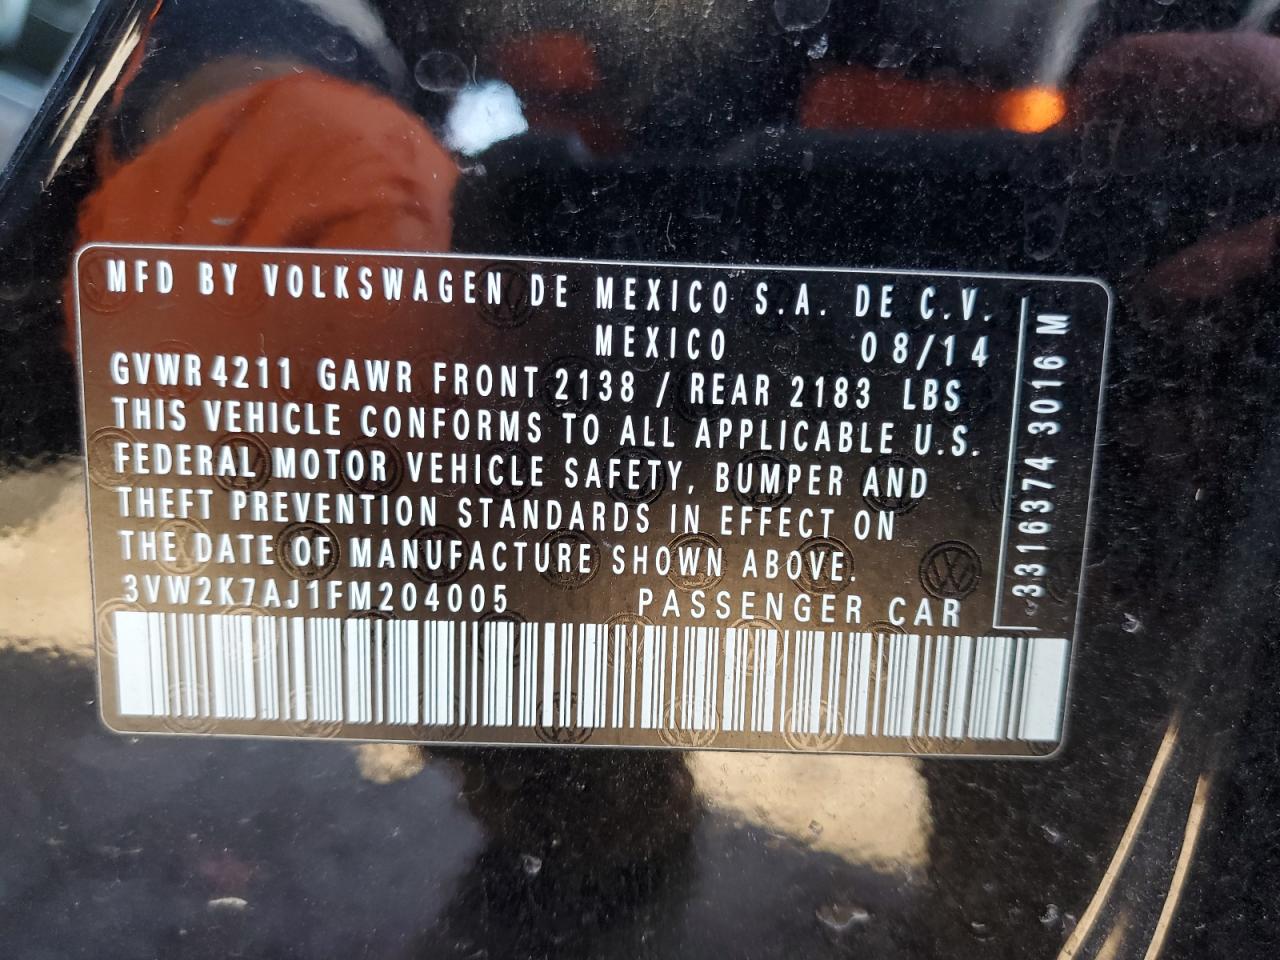 MFD BY VOLKSWAGEN DE MEXICO S.A. DE C.V.
MEXICO 08/14
GVWR 4211 GAWR FRONT 2138 / REAR 2183 LBS
THIS VEHICLE CONFORMS TO ALL APPLICABLE U.S.
FEDERAL MOTOR VEHICLE SAFETY, BUMPER AND
THEFT PREVENTION STANDARDS IN EFFECT ON
THE DATE OF MANUFACTURE SHOWN ABOVE.
3VW2K7AJ1FM204005 PASSENGER CAR
3316374 3016 M